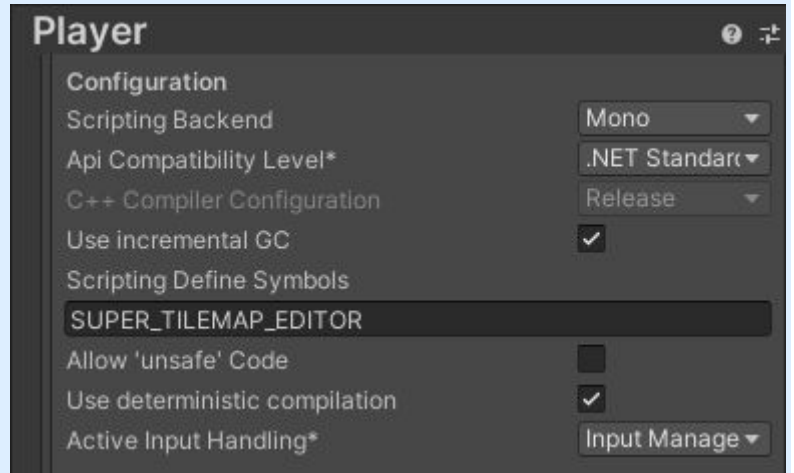 Player
Configuration
Scripting Backend Mono
Api Compatibility Level* .NET Standar
C++ Compiler Configuration Release
Use incremental GC
Scripting Define Symbols
SUPER_TILEMAP_EDITOR
Allow 'unsafe' Code
Use deterministic compilation
Active Input Handling* Input Manage